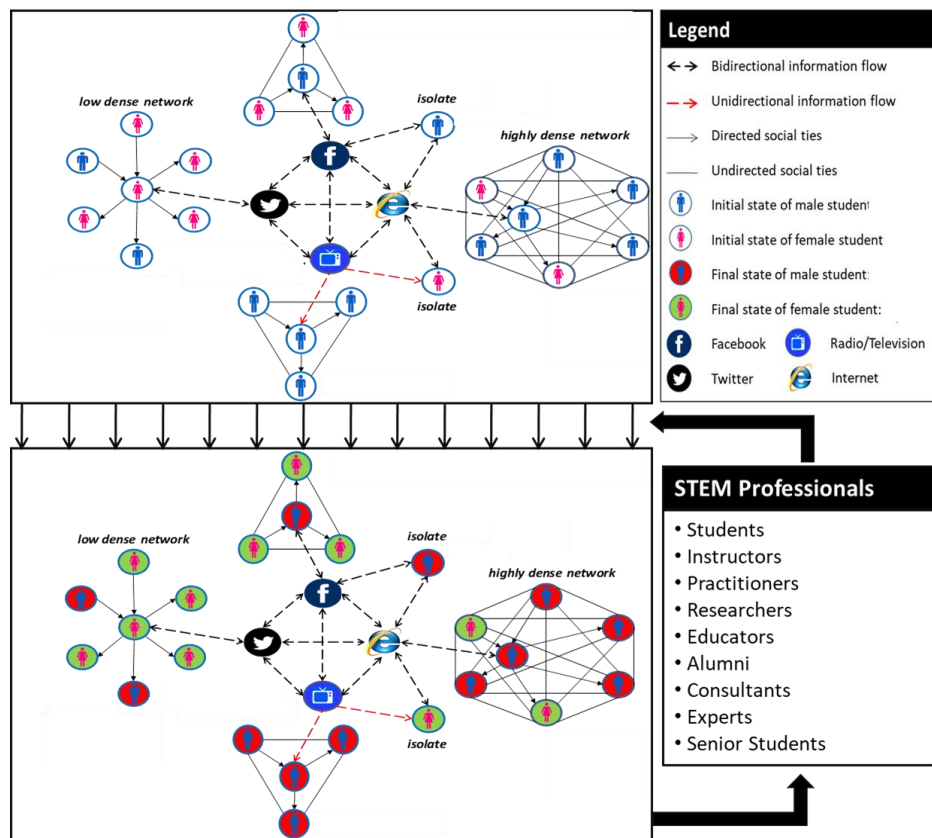 low dense network
isolate
highly dense network
f
e
isolate
Legend
Bidirectional information flow
Unidirectional information flow
Directed social ties
Undirected social ties
Initial state of male student
Initial state of female student
Final state of male student:
Final state of female student:
f Facebook
Radio/Television
Twitter
e Internet
low dense network
isolate
highly dense network
f
e
isolate
STEM Professionals
• Students
• Instructors
• Practitioners
• Researchers
• Educators
• Alumni
• Consultants
• Experts
• Senior Students